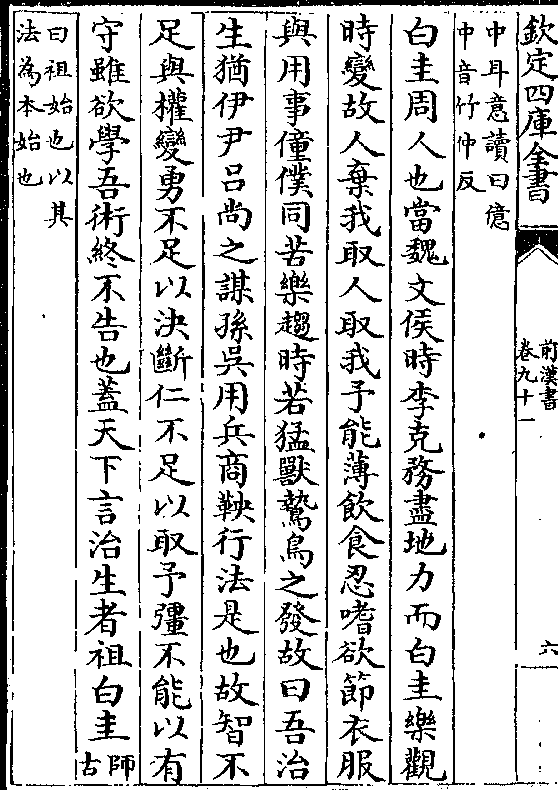 欽定四庫全書
前漢書
卷九十一
六
中耳意讀曰億
中音竹仲反
白圭周人也當魏文侯時李克務盡地力而白圭樂觀
時變故人棄我取人取我予能薄飲食忍嗜欲節衣服
與用事僮僕同苦樂趨時若猛獸鷙鳥之發故曰吾治
生猶伊尹呂尚之謀孫吳用兵商鞅行法是也故智不
足與權變勇不足以決斷仁不足以取予彊不能以有
守雖欲學吾術終不告也蓋天下言治生者祖白圭師古
曰祖始也以其
法為本始也